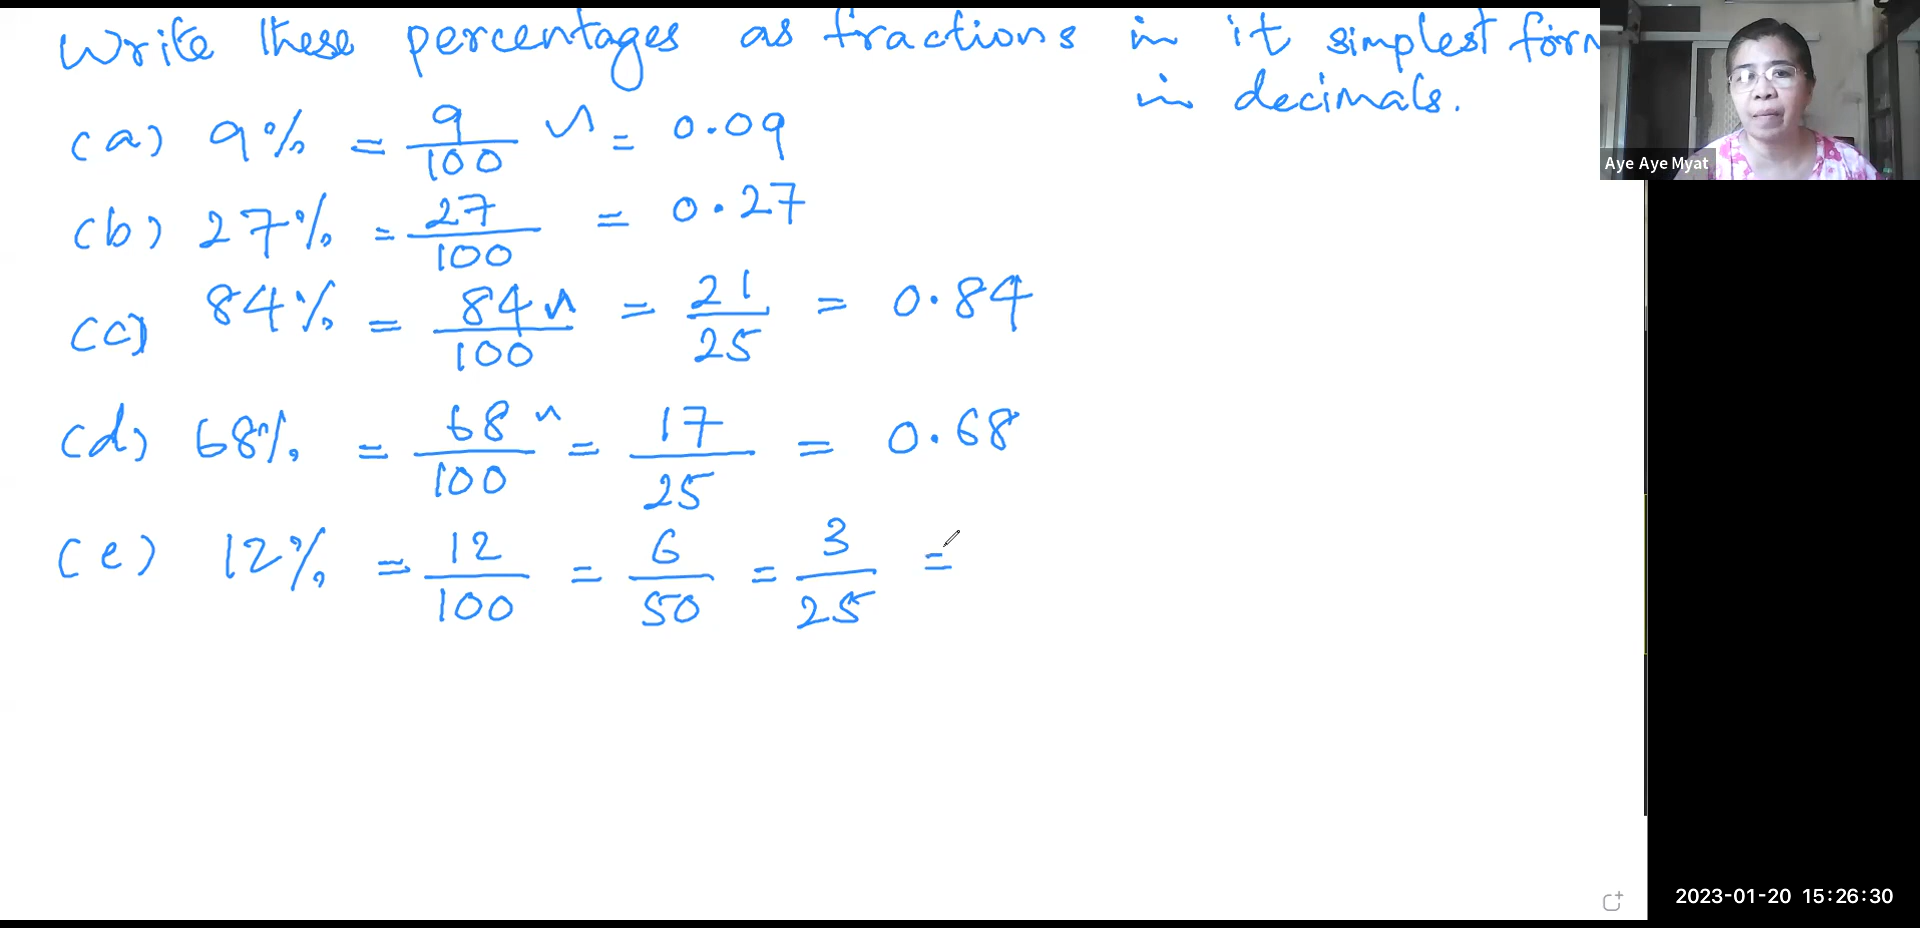 Write these percentages as fractions in it simplest form
in decimals.
(a) 9% = 9/100 = 0.09
(b) 27% = 27/100 = 0.27
(c) 84% = 84/100 = 21/25 = 0.84
(d) 68% = 68/100 = 17/25 = 0.68
(e) 12% = 12/100 = 6/50 = 3/25 =
Aye Aye Myat
2023-01-20 15:26:30